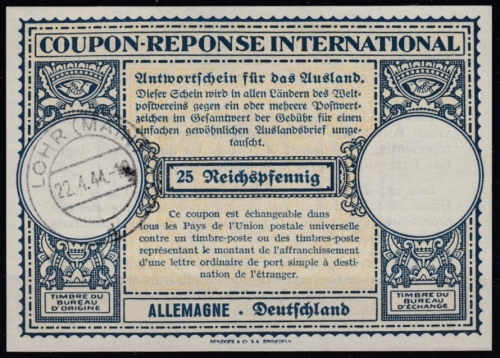 COUPON-REPONSE INTERNATIONAL
Antwortschein für das Ausland.
Dieser Schein wird in allen Ländern des Welt-
postvereins gegen ein oder mehrere Postwert-
zeichen im Gesamtwert der Gebühr für einen
einfachen gewöhnlichen Auslandsbrief umge-
tauscht.
LOHR (MAIN)
22.4.44.-18
25 Reichspfennig
Ce coupon est échangeable dans
tous les Pays de l'Union postale universelle
contre un timbre-poste ou des timbres-poste
représentant le montant de l'affranchissement
d'une lettre ordinaire de port simple à desti-
nation de l'étranger.
TIMBRE DU
BUREAU
D'ORIGINE
ALLEMAGNE - Deutschland
TIMBRE DU
BUREAU
D'ÉCHANGE
BENZIGER & Co. S.A. EINSIEDELN